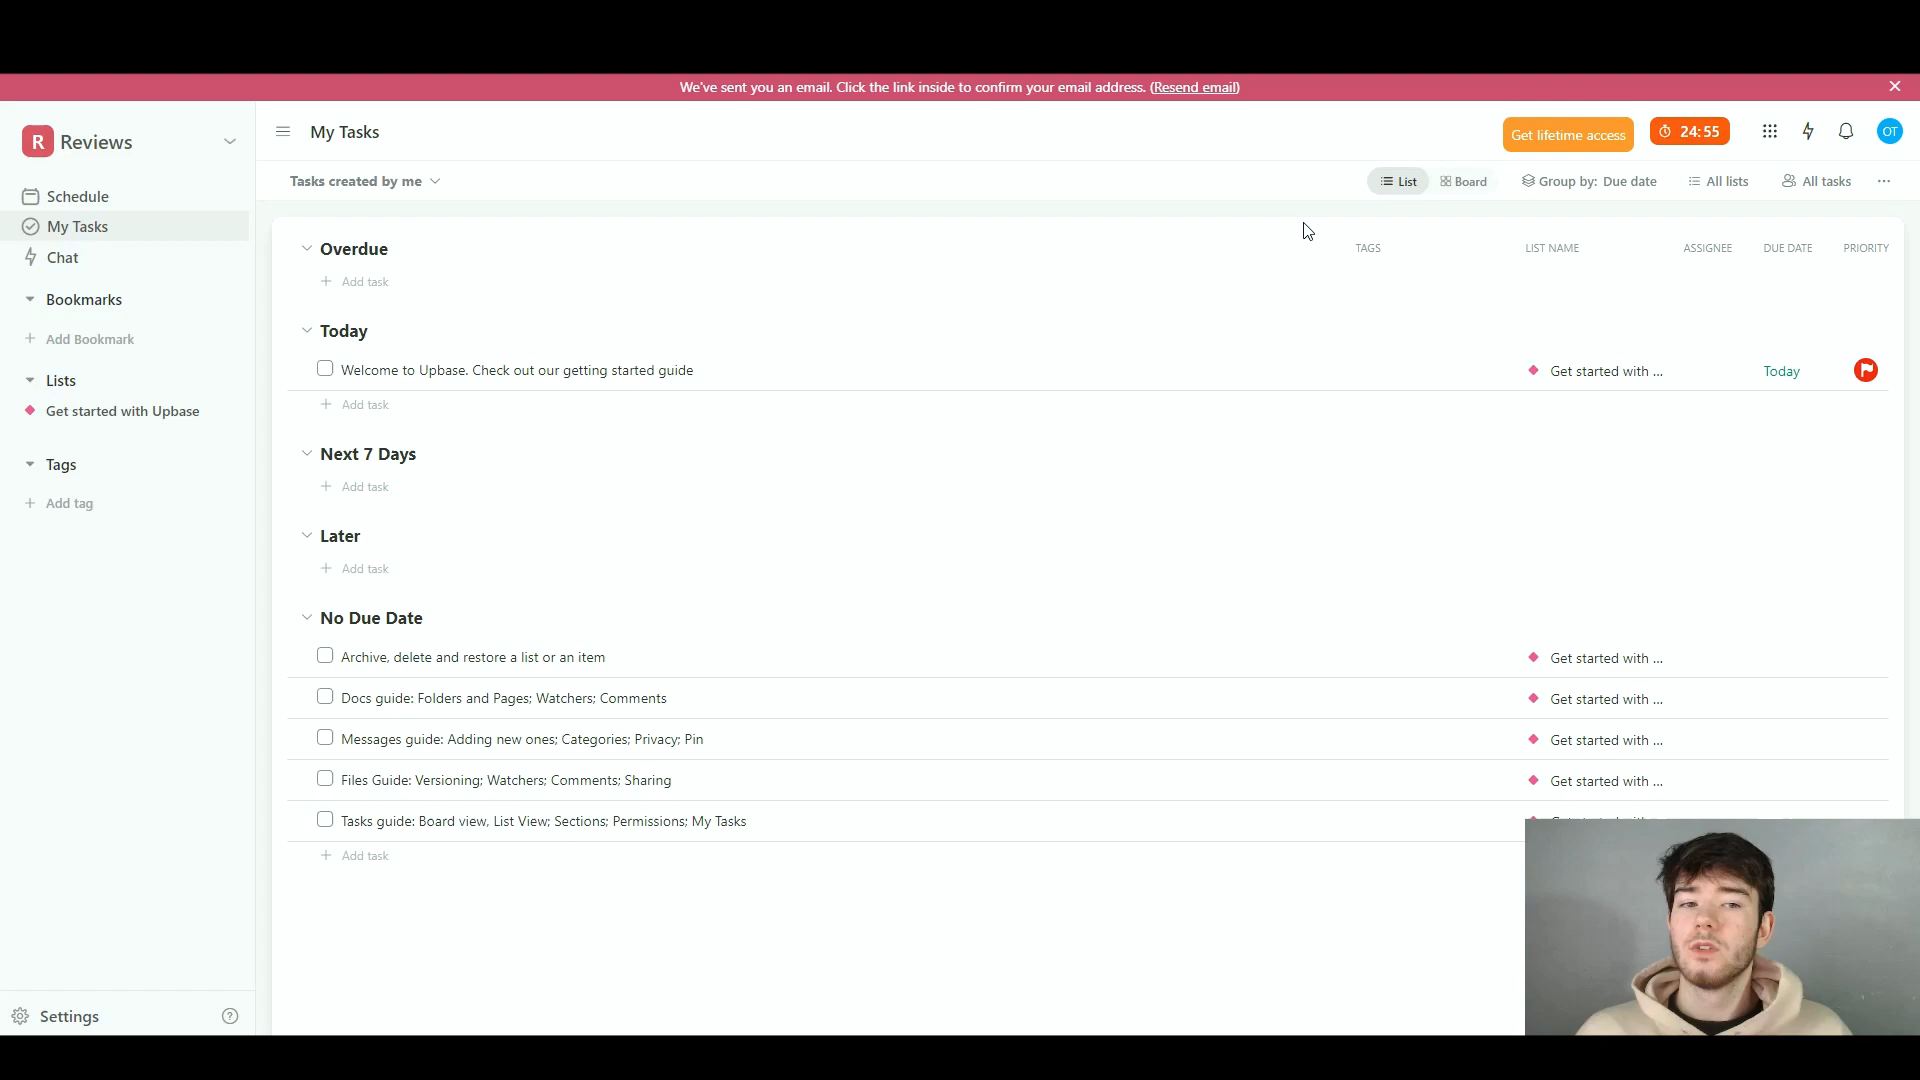 We've sent you an email. Click the link inside to confirm your email address. (Resend email)
R Reviews
My Tasks
Get lifetime access
24:55
OT
Tasks created by me
List
Board
Group by: Due date
All lists
All tasks
Schedule
My Tasks
Chat
Bookmarks
Add Bookmark
Lists
Get started with Upbase
Tags
Add tag
Settings
Overdue
TAGS
LIST NAME
ASSIGNEE
DUE DATE
PRIORITY
Add task
Today
Welcome to Upbase. Check out our getting started guide
Get started with ...
Today
Add task
Next 7 Days
Add task
Later
Add task
No Due Date
Archive, delete and restore a list or an item
Get started with ...
Docs guide: Folders and Pages; Watchers; Comments
Get started with ...
Messages guide: Adding new ones; Categories; Privacy; Pin
Get started with ...
Files Guide: Versioning; Watchers; Comments; Sharing
Get started with ...
Tasks guide: Board view, List View; Sections; Permissions; My Tasks
Add task